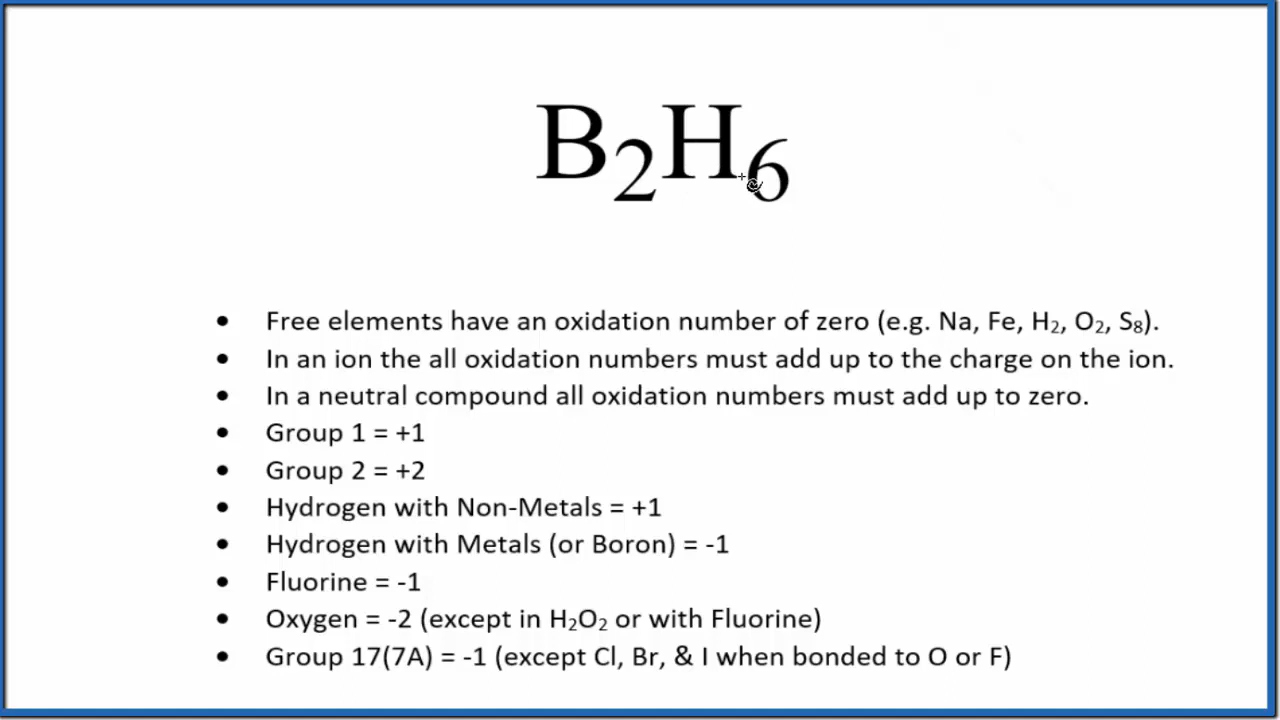 B₂H₆
• Free elements have an oxidation number of zero (e.g. Na, Fe, H₂, O₂, S₈).
• In an ion the all oxidation numbers must add up to the charge on the ion.
• In a neutral compound all oxidation numbers must add up to zero.
• Group 1 = +1
• Group 2 = +2
• Hydrogen with Non-Metals = +1
• Hydrogen with Metals (or Boron) = -1
• Fluorine = -1
• Oxygen = -2 (except in H₂O₂ or with Fluorine)
• Group 17(7A) = -1 (except Cl, Br, & I when bonded to O or F)